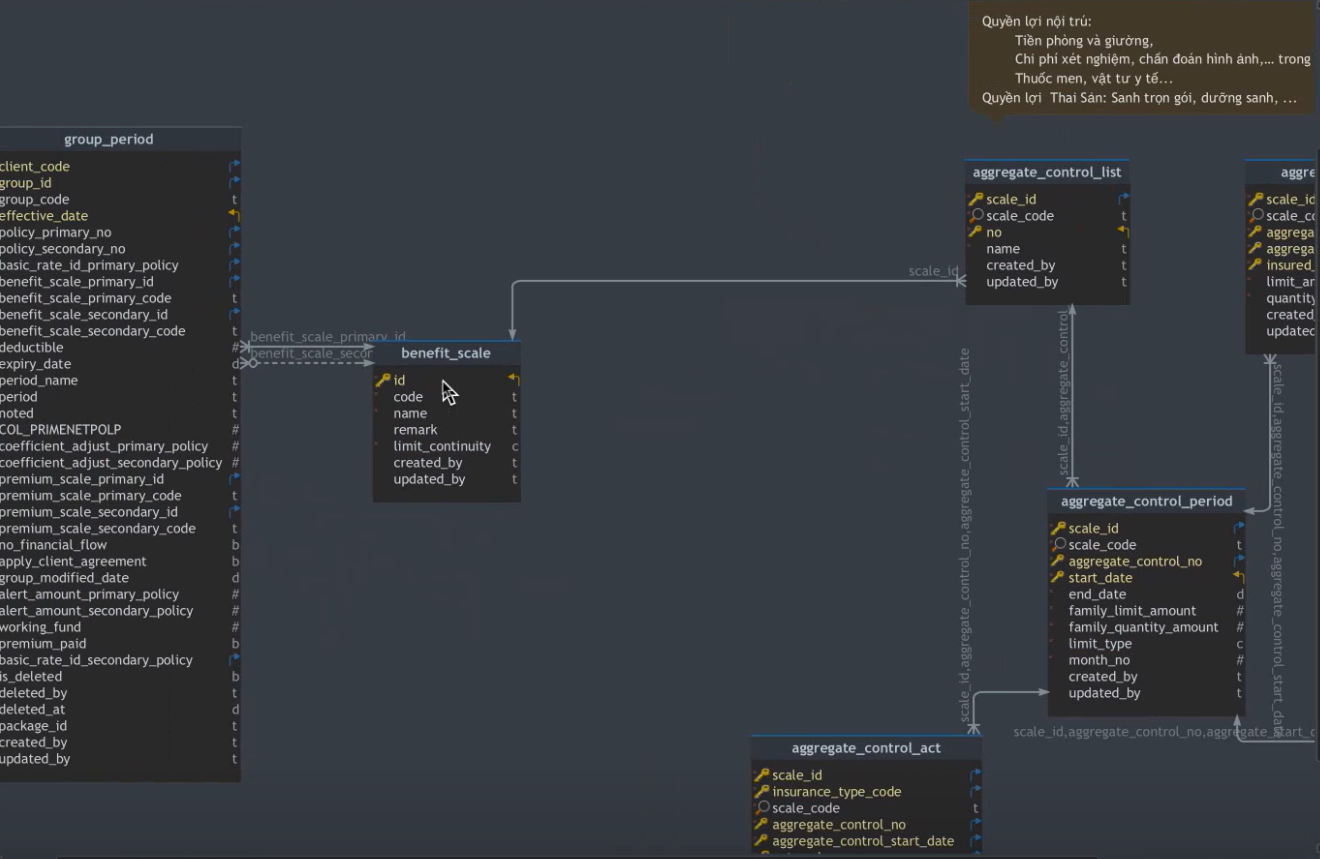 Quyền lợi nội trú:
Tiền phòng và giường,
Chi phí xét nghiệm, chẩn đoán hình ảnh,... trong
Thuốc men, vật tư y tế...
Quyền lợi Thai Sản: Sanh trọn gói, dưỡng sanh, ...
group_period
client_code
group_id
group_code t
effective_date
policy_primary_no
policy_secondary_no
basic_rate_id_primary_policy
benefit_scale_primary_id
benefit_scale_primary_code t
benefit_scale_secondary_id
benefit_scale_secondary_code t
deductible #
expiry_date d
period_name t
period t
noted t
COL_PRIMENETPOLP #
coefficient_adjust_primary_policy #
coefficient_adjust_secondary_policy #
premium_scale_primary_id
premium_scale_primary_code t
premium_scale_secondary_id
premium_scale_secondary_code t
no_financial_flow b
apply_client_agreement b
group_modified_date d
alert_amount_primary_policy #
alert_amount_secondary_policy #
working_fund #
premium_paid b
basic_rate_id_secondary_policy
is_deleted b
deleted_by t
deleted_at d
package_id t
created_by t
updated_by t
benefit_scale_primary_id
benefit_scale_secor
benefit_scale
id
code t
name t
remark t
limit_continuity c
created_by t
updated_by t
scale_id
aggregate_control_list
scale_id
scale_code t
no
name t
created_by t
updated_by t
aggre
scale_id
scale_co
aggrega
aggrega
insured_
limit_ar
quantity
created_
updated
scale_id,aggregate_control_
scale_id,aggregate_control_no,aggregate_control_start_date
scale_id,aggregate_control_no,aggregate_control_start_date
aggregate_control_period
scale_id
scale_code t
aggregate_control_no
start_date
end_date d
family_limit_amount #
family_quantity_amount #
limit_type c
month_no #
created_by t
updated_by t
scale_id,aggregate_control_no,aggregate_start_c
aggregate_control_act
scale_id
insurance_type_code
scale_code t
aggregate_control_no
aggregate_control_start_date